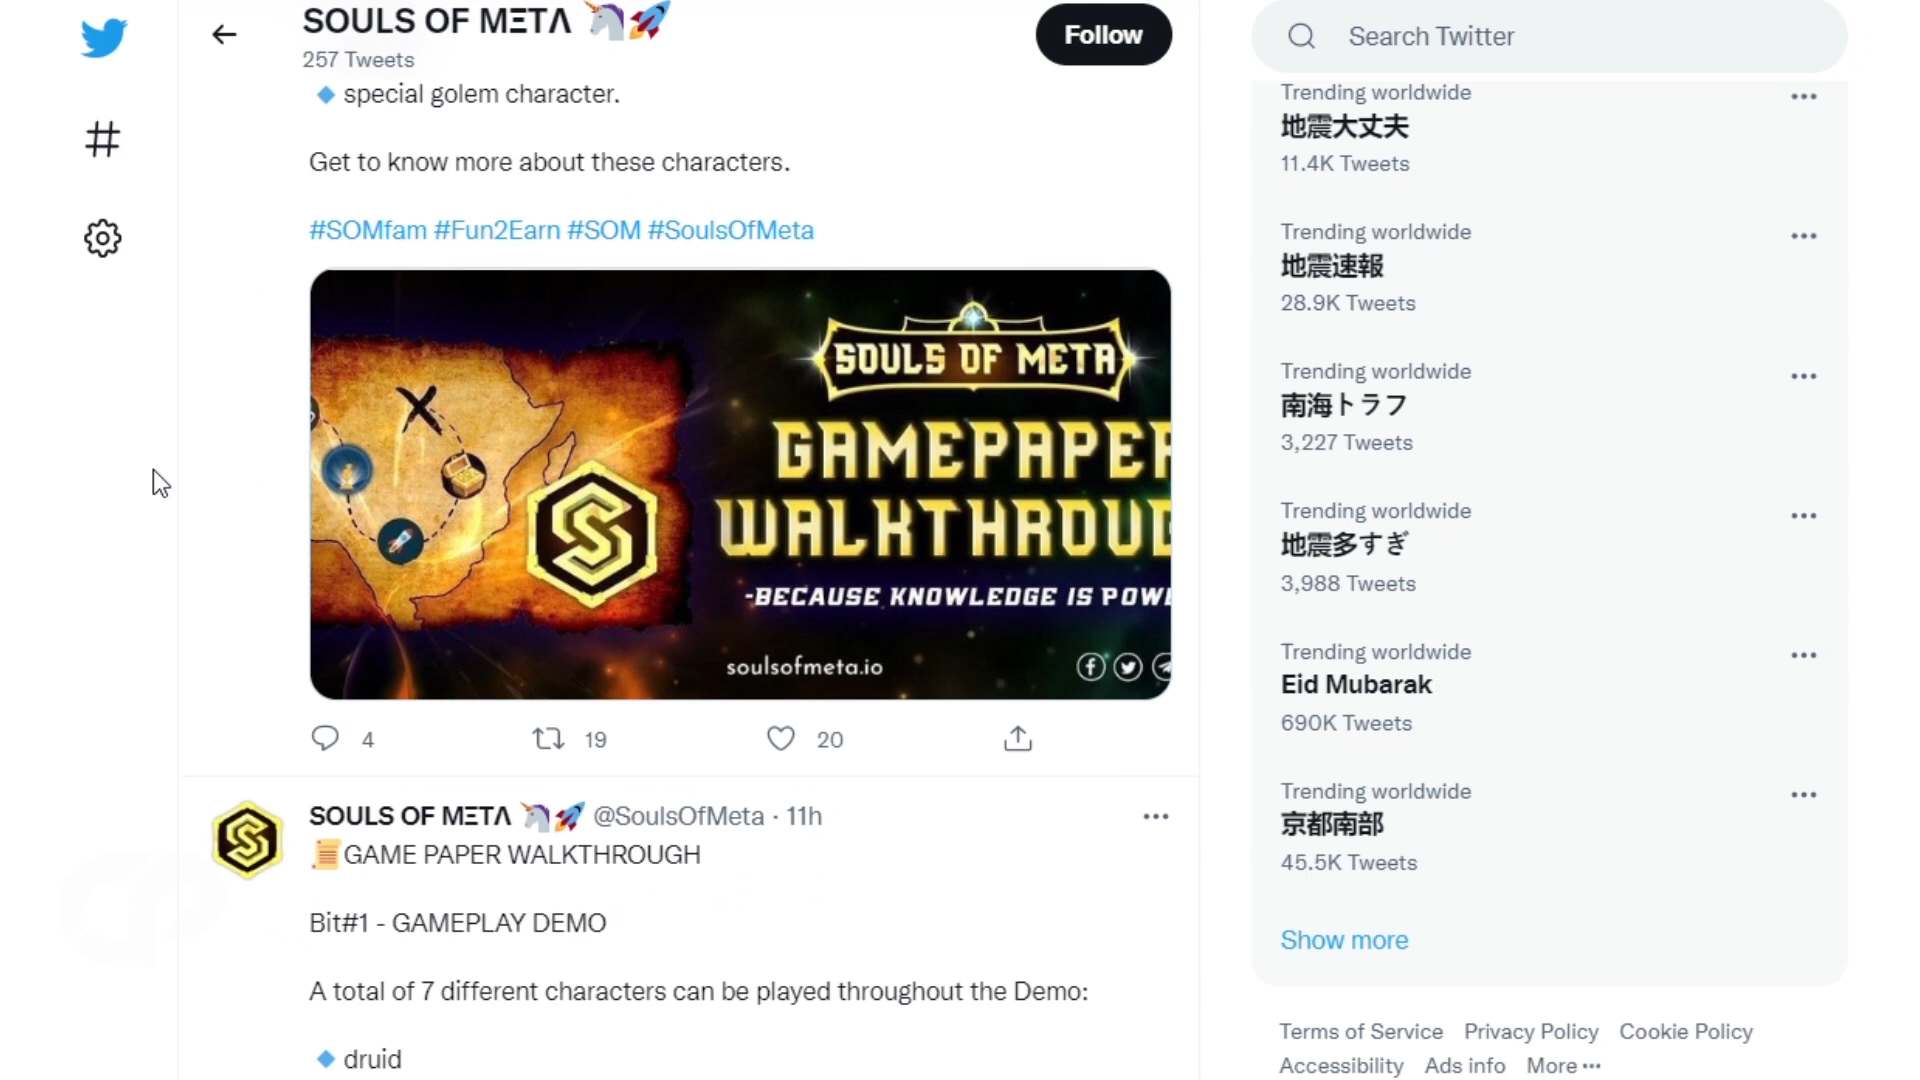 SOULS OF MΞTΛ 🦄🚀
257 Tweets
Follow
🔹 special golem character.
Get to know more about these characters.
#SOMfam #Fun2Earn #SOM #SoulsOfMeta
SOULS OF META
GAMEPAPER
WALKTHROUG
-BECAUSE KNOWLEDGE IS POWE
soulsofmeta.io
4
19
20
SOULS OF MΞTΛ 🦄🚀 @SoulsOfMeta · 11h
📜GAME PAPER WALKTHROUGH
Bit#1 - GAMEPLAY DEMO
A total of 7 different characters can be played throughout the Demo:
🔹 druid
Search Twitter
Trending worldwide
地震大丈夫
11.4K Tweets
Trending worldwide
地震速報
28.9K Tweets
Trending worldwide
南海トラフ
3,227 Tweets
Trending worldwide
地震多すぎ
3,988 Tweets
Trending worldwide
Eid Mubarak
690K Tweets
Trending worldwide
京都南部
45.5K Tweets
Show more
Terms of Service Privacy Policy Cookie Policy
Accessibility Ads info More ···